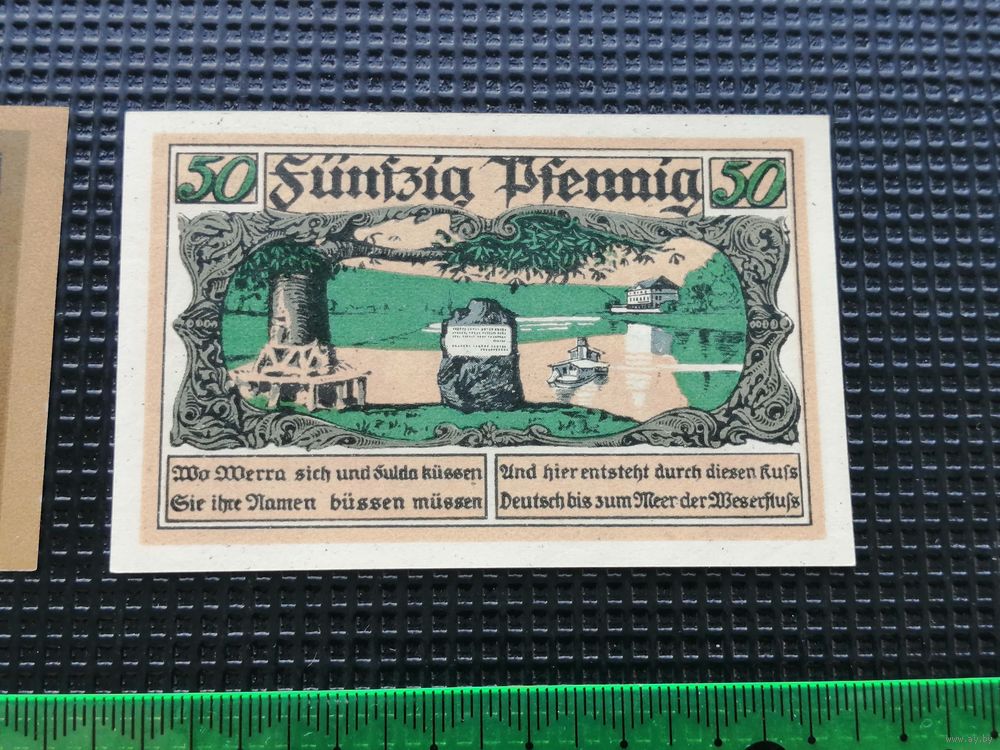 50 Fünfzig Pfennig 50
Wo Werra sich und Fulda küssen
Sie ihre Namen büssen müssen
Und hier entsteht durch diesen Kuſs
Deutsch bis zum Meer der Weserfluſs
www.ay.by